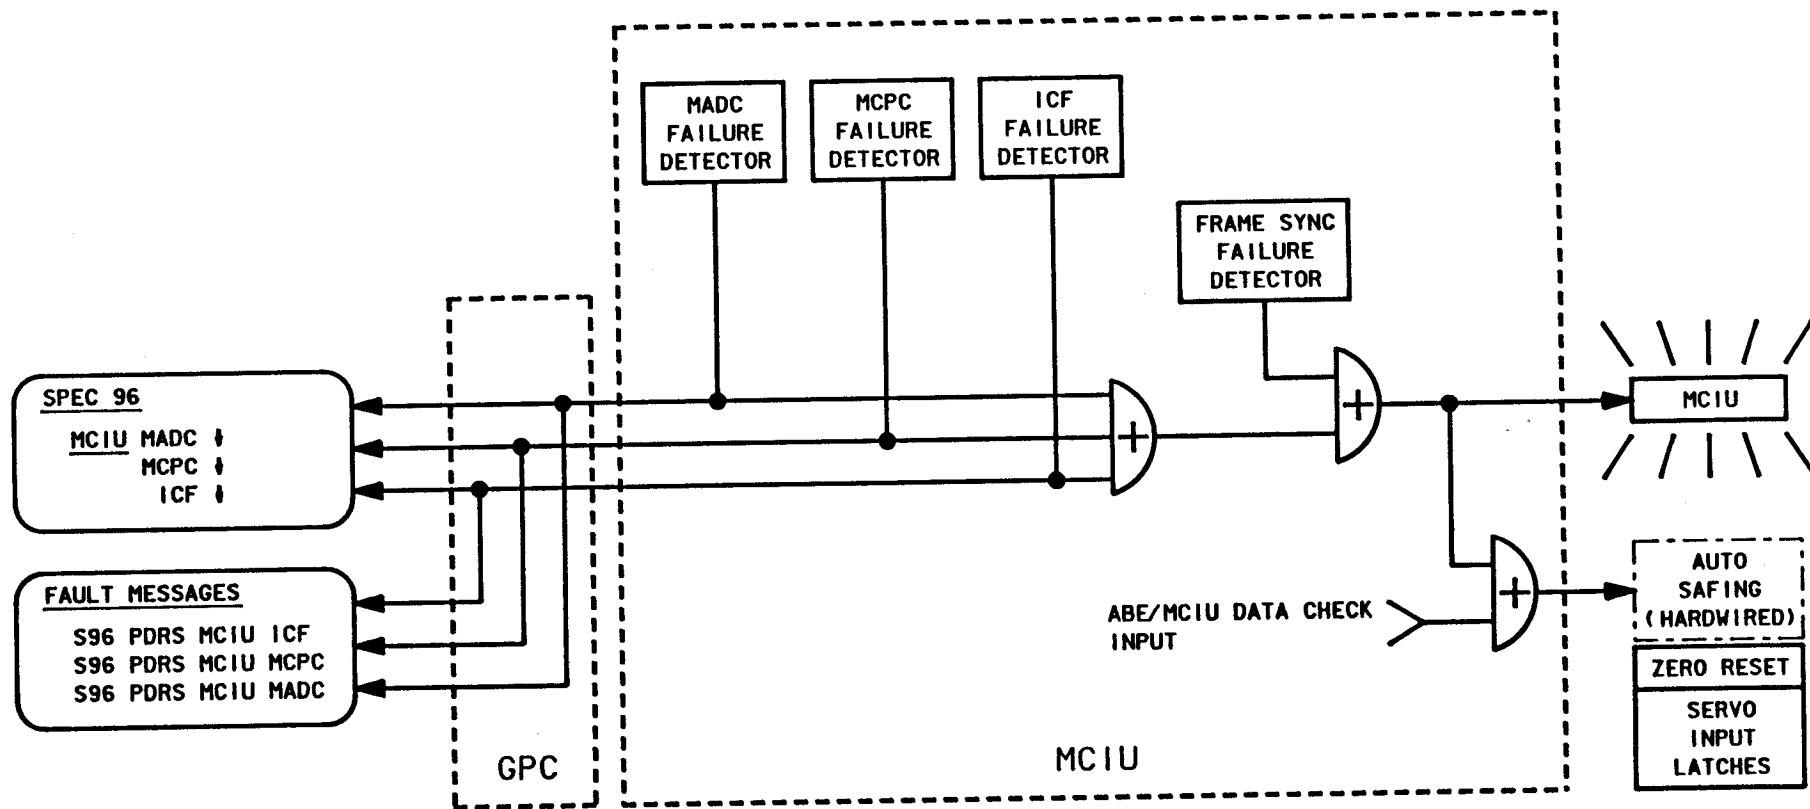 MADC
FAILURE
DETECTOR
MCPC
FAILURE
DETECTOR
ICF
FAILURE
DETECTOR
FRAME SYNC
FAILURE
DETECTOR
SPEC 96
MCIU MADC ↓
MCPC ↓
ICF ↓
+
+
MCIU
FAULT MESSAGES
S96 PDRS MCIU ICF
S96 PDRS MCIU MCPC
S96 PDRS MCIU MADC
ABE/MCIU DATA CHECK
INPUT
+
AUTO
SAFING
(HARDWIRED)
ZERO RESET
SERVO
INPUT
LATCHES
GPC
MCIU